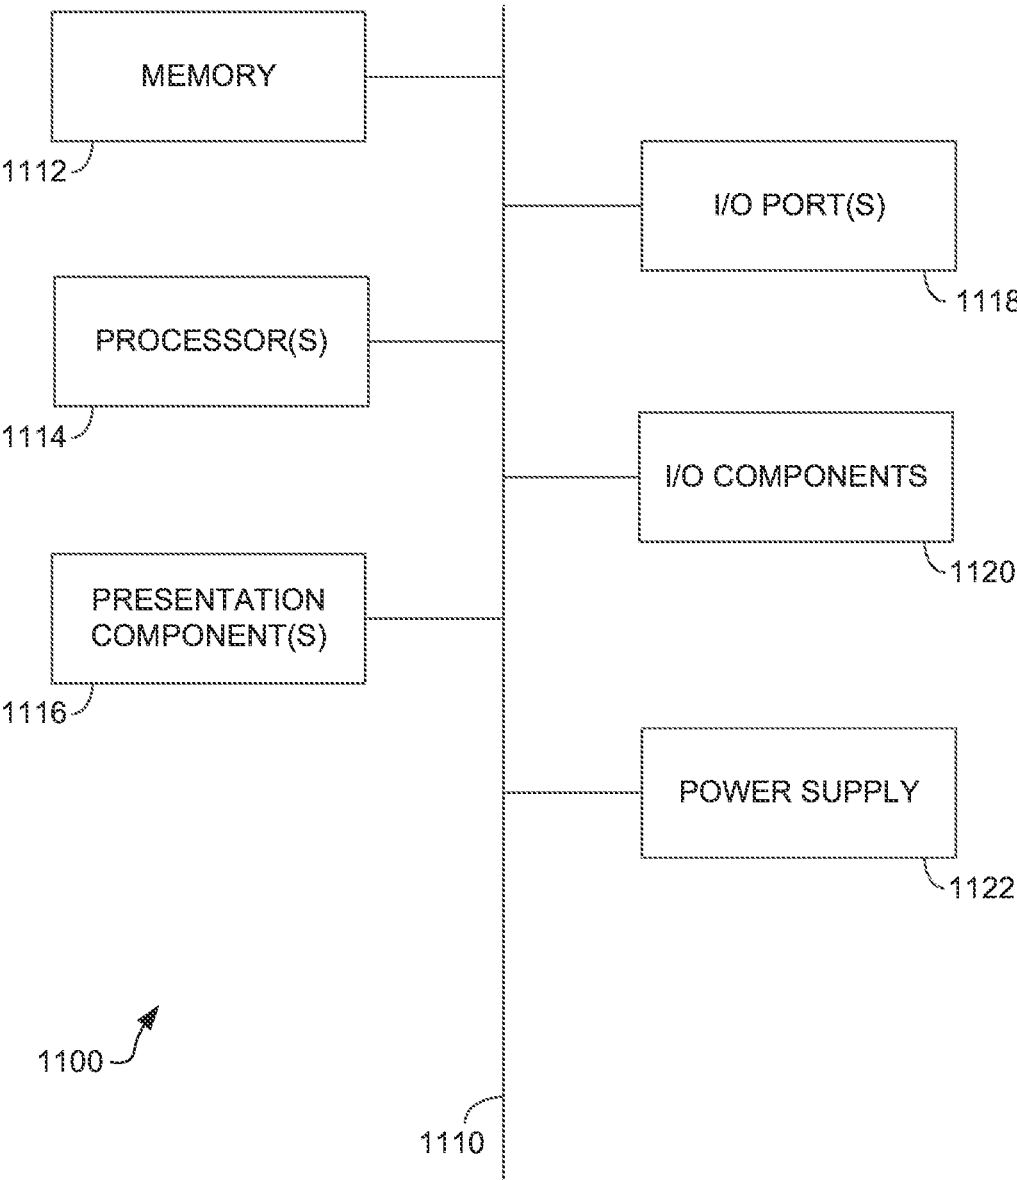 MEMORY
1112
I/O PORT(S)
1118
PROCESSOR(S)
1114
I/O COMPONENTS
1120
PRESENTATION
COMPONENT(S)
1116
POWER SUPPLY
1122
1100
1110